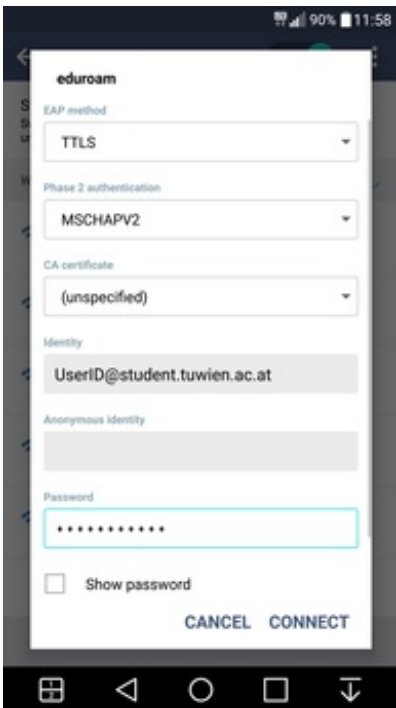 90% 11:58
eduroam
EAP method
TTLS
Phase 2 authentication
MSCHAPV2
CA certificate
(unspecified)
Identity
UserID@student.tuwien.ac.at
Anonymous identity
Password
•••••••••••
Show password
CANCEL CONNECT